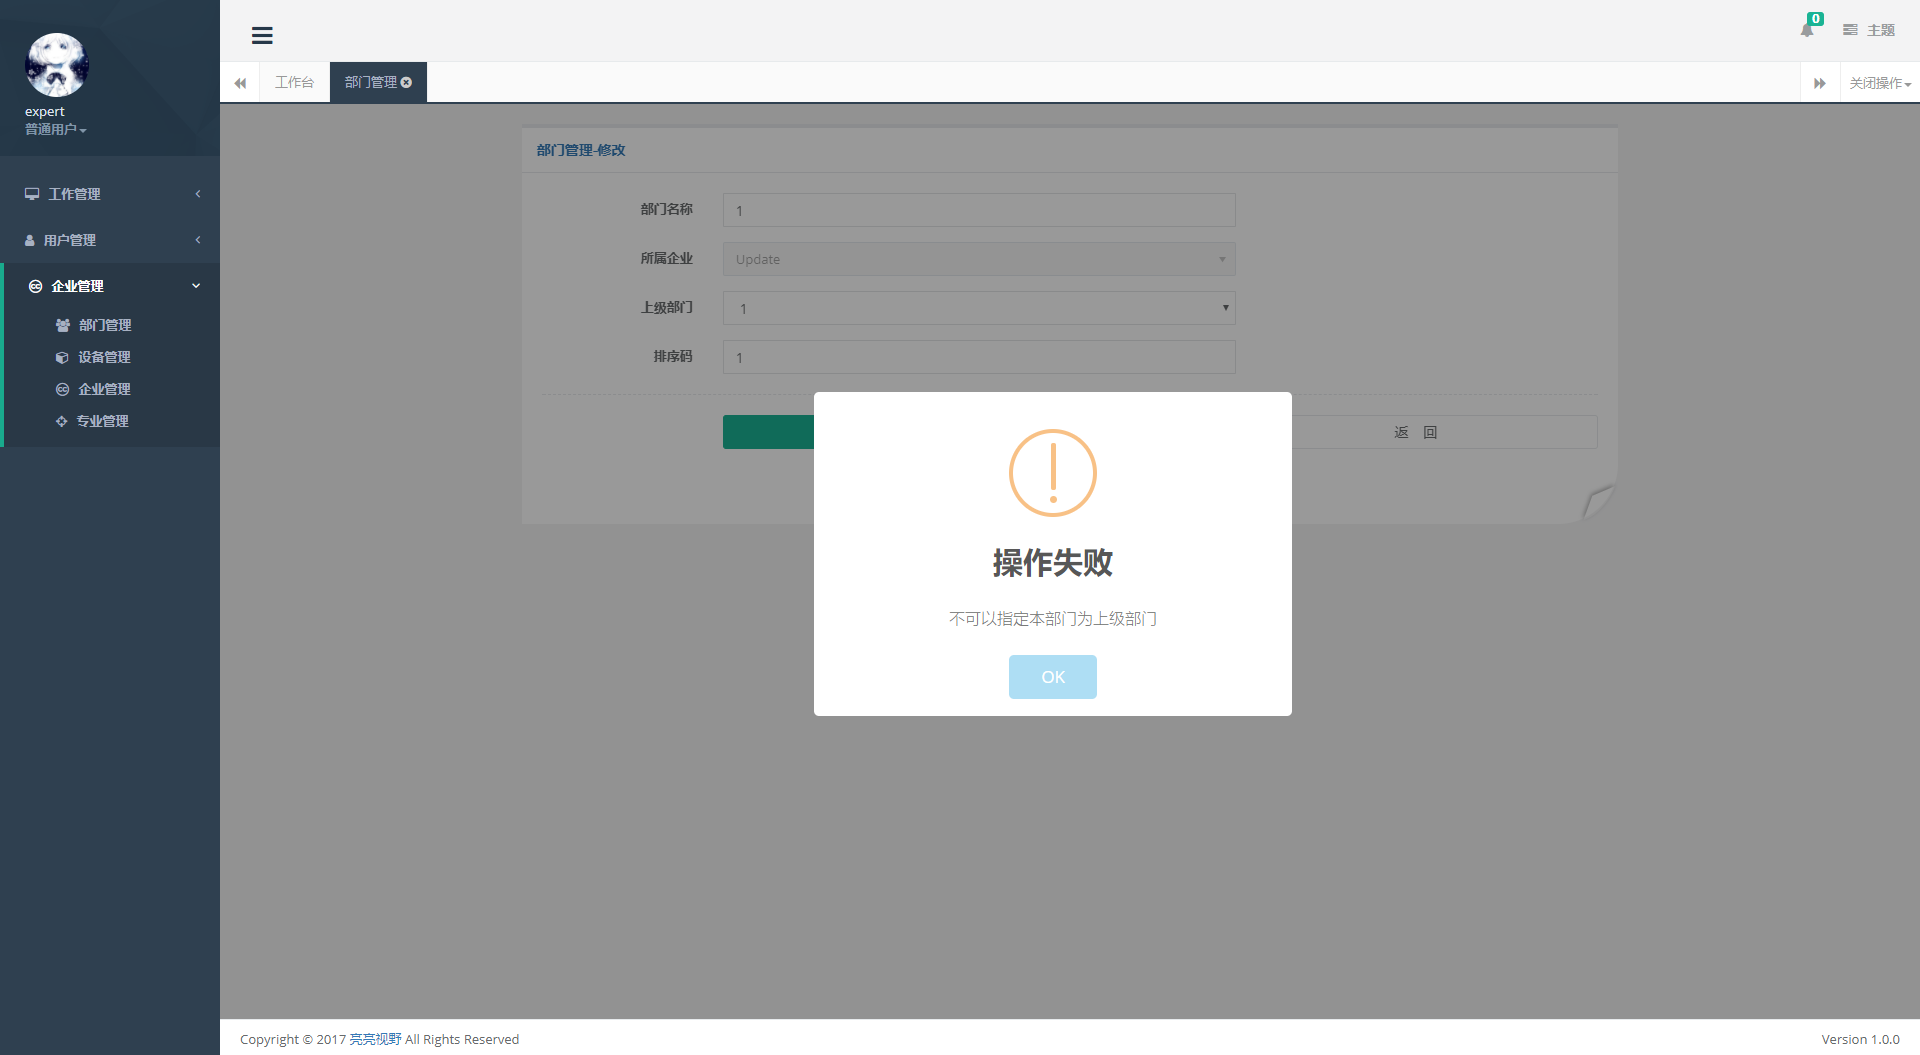 expert
普通用户
工作管理
用户管理
企业管理
部门管理
设备管理
企业管理
专业管理
0
主题
工作台
部门管理
关闭操作
部门管理-修改
部门名称
1
所属企业
Update
上级部门
1
排序码
1
返 回
操作失败
不可以指定本部门为上级部门
OK
Copyright © 2017 亮亮视野 All Rights Reserved
Version 1.0.0